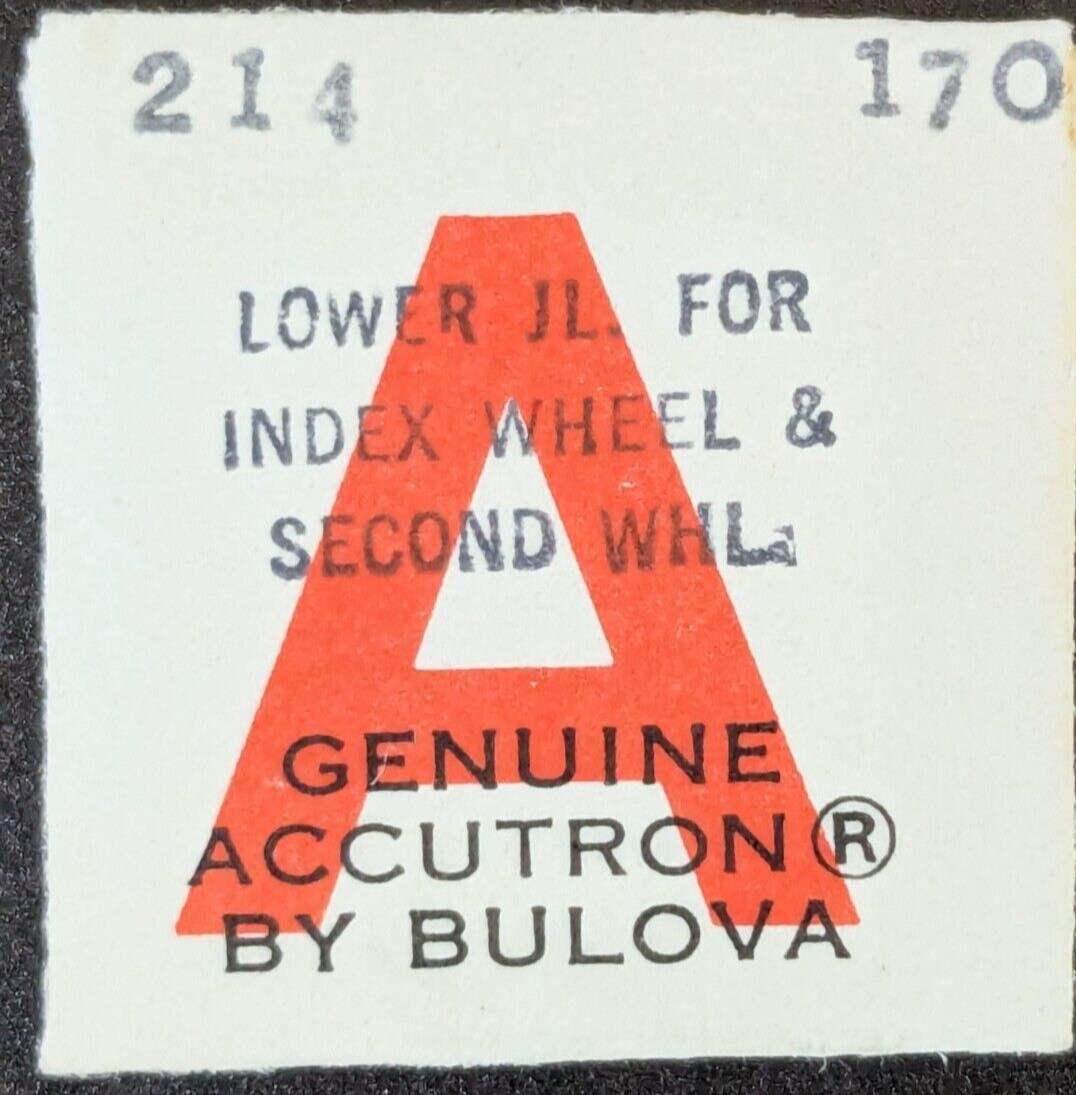 214 170
LOWER JL. FOR
INDEX WHEEL &
SECOND WHL.
GENUINE
ACCUTRON®
BY BULOVA